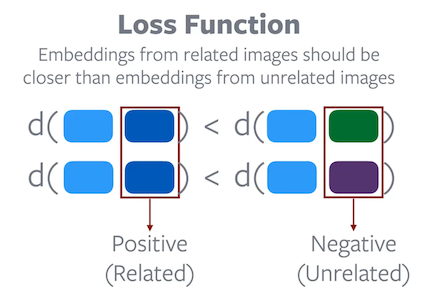 Loss Function
Embeddings from related images should be
closer than embeddings from unrelated images
d( ) < d( )
d( ) < d( )
Positive Negative
(Related) (Unrelated)